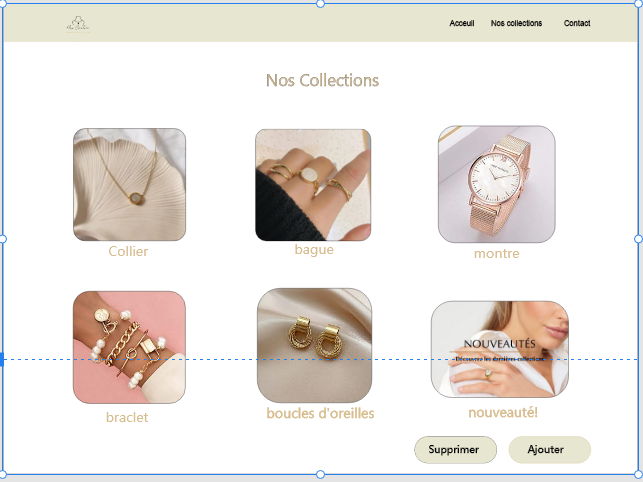 Acceuil Nos collections Contact
Nos Collections
Collier
bague
montre
NOUVEAUTÉS
Découvrez les dernières collections
braclet
boucles d'oreilles
nouveauté!
Supprimer
Ajouter